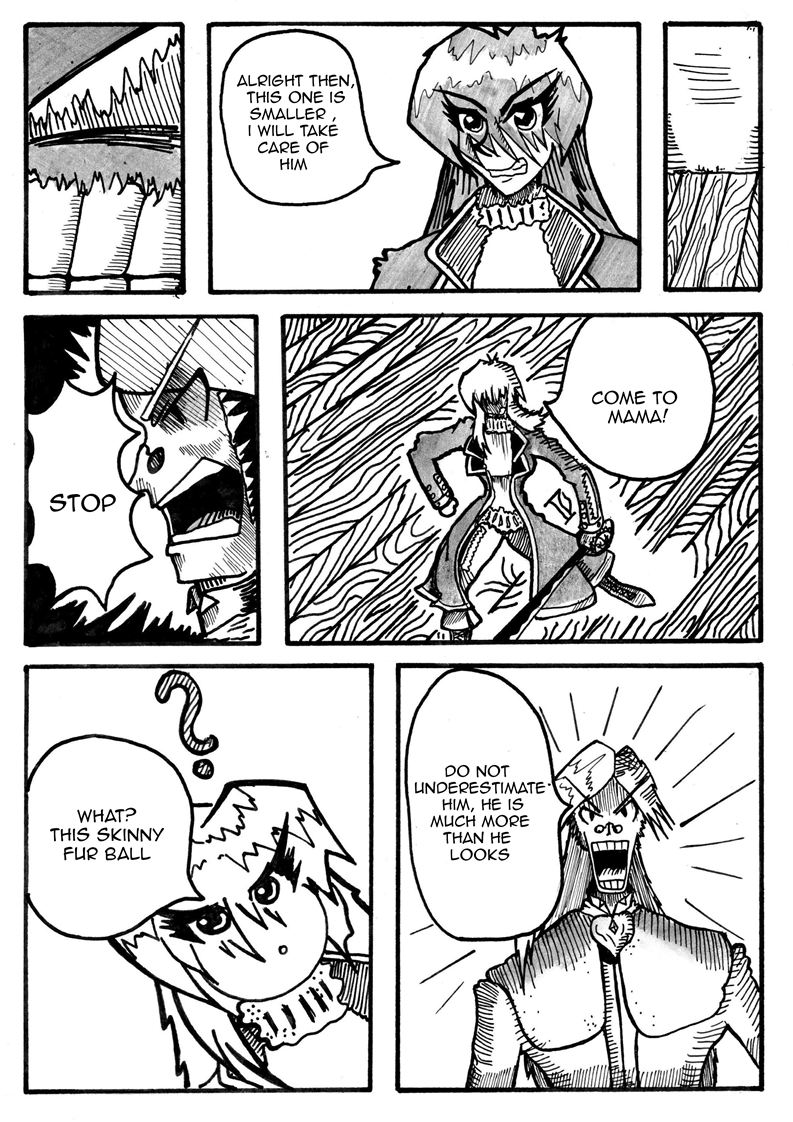 ALRIGHT THEN,
THIS ONE IS
SMALLER ,
I WILL TAKE
CARE OF
HIM
STOP
COME TO
MAMA!
?
WHAT?
THIS SKINNY
FUR BALL
DO NOT
UNDERESTIMATE
HIM, HE IS
MUCH MORE
THAN HE
LOOKS